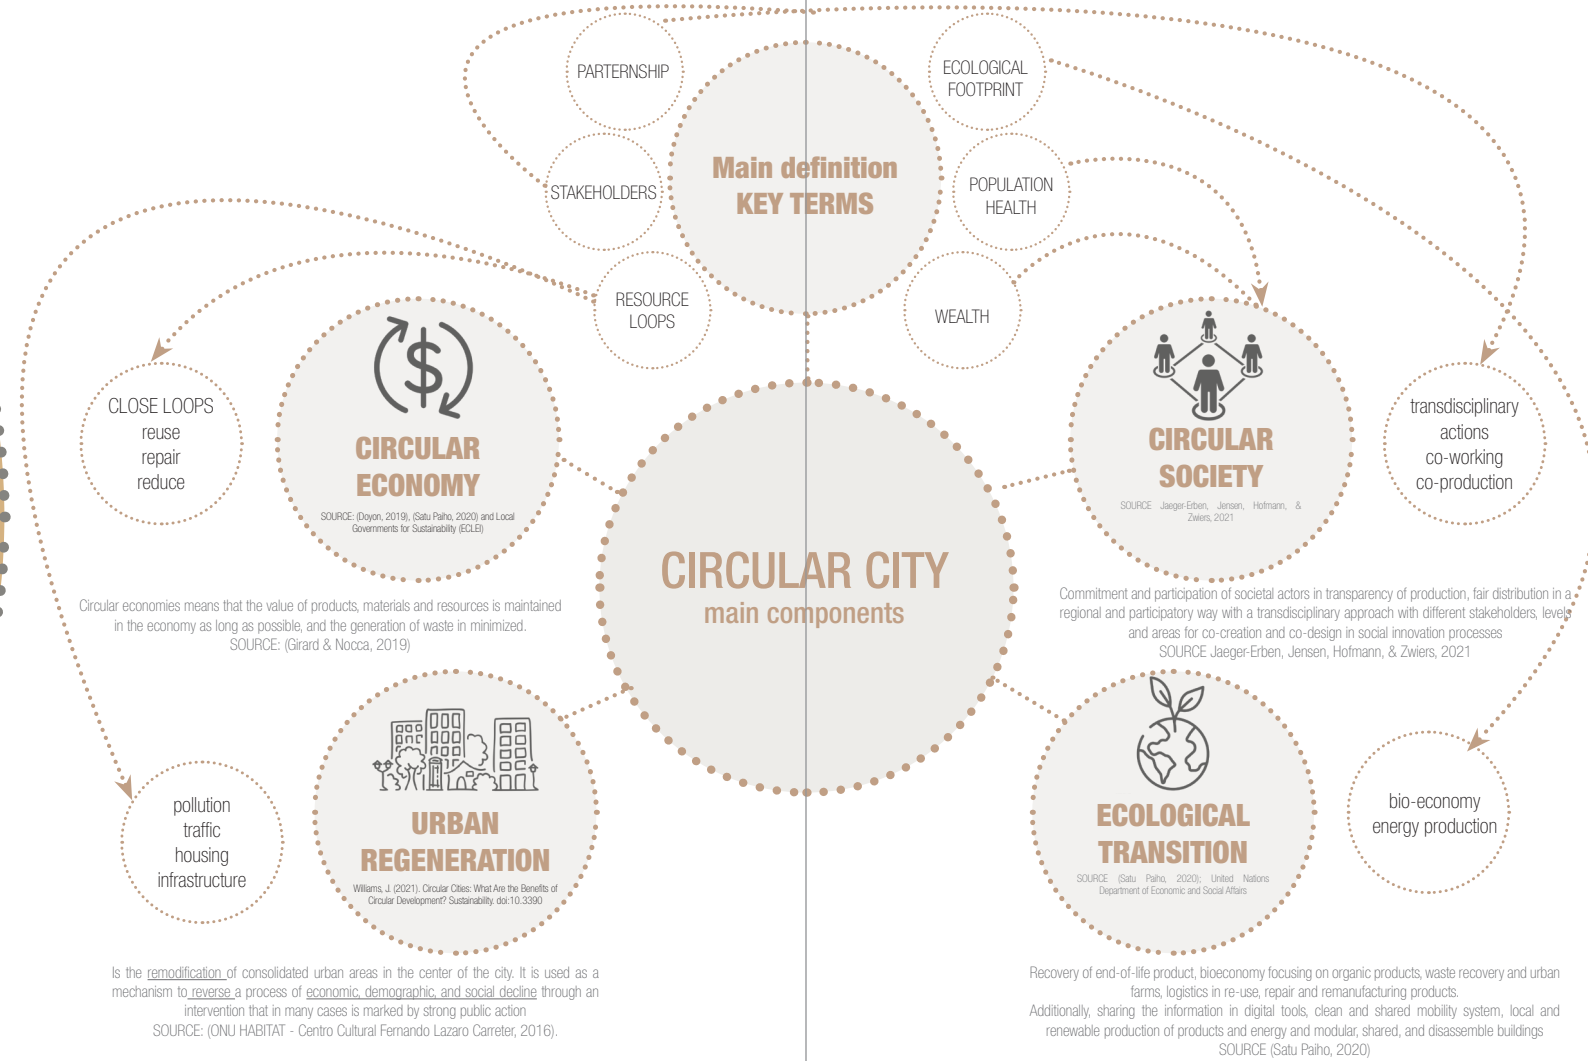 PARTERNSHIP
ECOLOGICAL
FOOTPRINT
Main definition
KEY TERMS
STAKEHOLDERS
POPULATION
HEALTH
RESOURCE
LOOPS
WEALTH
CLOSE LOOPS
reuse
repair
reduce
$
CIRCULAR
ECONOMY
SOURCE: (Doyon, 2019), (Satu Paiho, 2020) and Local
Governments for Sustainability (ECLEI)
CIRCULAR
SOCIETY
SOURCE Jaeger-Erben, Jensen, Hofmann, &
Zwiers, 2021
transdisciplinary
actions
co-working
co-production
CIRCULAR CITY
main components
Circular economies means that the value of products, materials and resources is maintained
in the economy as long as possible, and the generation of waste in minimized.
SOURCE: (Girard & Nocca, 2019)
Commitment and participation of societal actors in transparency of production, fair distribution in a
regional and participatory way with a transdisciplinary approach with different stakeholders, levels
and areas for co-creation and co-design in social innovation processes
SOURCE Jaeger-Erben, Jensen, Hofmann, & Zwiers, 2021
pollution
traffic
housing
infrastructure
URBAN
REGENERATION
Williams, J. (2021). Circular Cities: What Are the Benefits of
Circular Development? Sustainability. doi:10.3390
ECOLOGICAL
TRANSITION
SOURCE (Satu Paiho, 2020); United Nations
Department of Economic and Social Affairs
bio-economy
energy production
Is the remodification of consolidated urban areas in the center of the city. It is used as a
mechanism to reverse a process of economic, demographic, and social decline through an
intervention that in many cases is marked by strong public action
SOURCE: (ONU HABITAT - Centro Cultural Fernando Lazaro Carreter, 2016).
Recovery of end-of-life product, bioeconomy focusing on organic products, waste recovery and urban
farms, logistics in re-use, repair and remanufacturing products.
Additionally, sharing the information in digital tools, clean and shared mobility system, local and
renewable production of products and energy and modular, shared, and disassemble buildings
SOURCE (Satu Paiho, 2020)